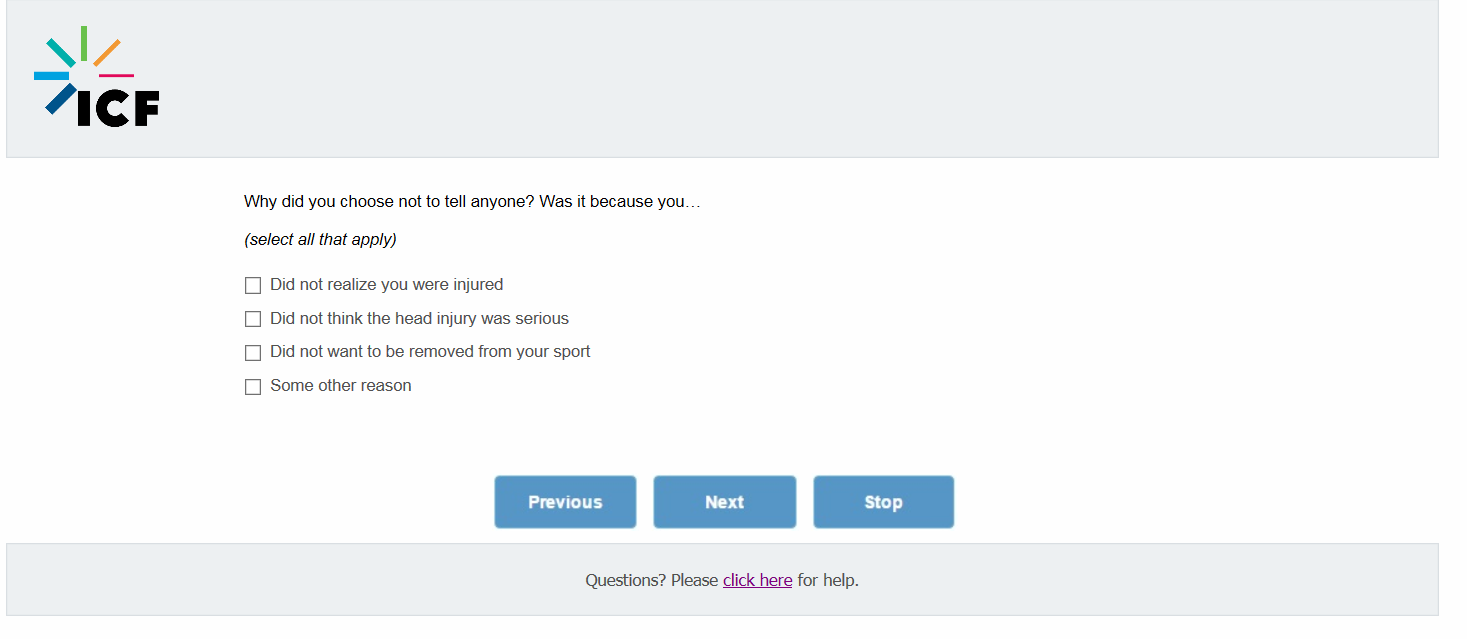 ICF
Why did you choose not to tell anyone? Was it because you…
(select all that apply)
Did not realize you were injured
Did not think the head injury was serious
Did not want to be removed from your sport
Some other reason
Previous Next Stop
Questions? Please click here for help.